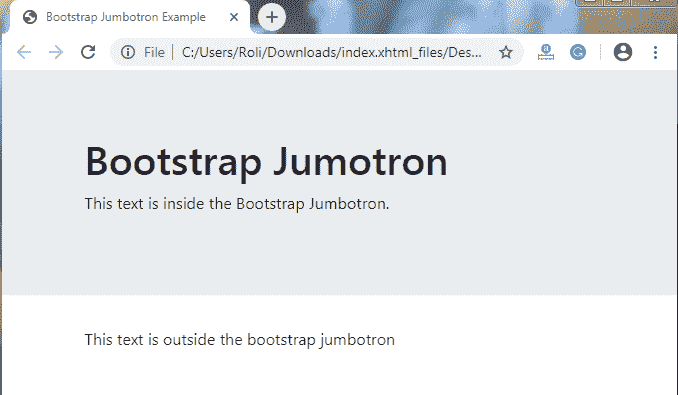 Bootstrap Jumbotron Example
File C:/Users/Roli/Downloads/index.xhtml_files/Des...
Bootstrap Jumotron
This text is inside the Bootstrap Jumbotron.
This text is outside the bootstrap jumbotron